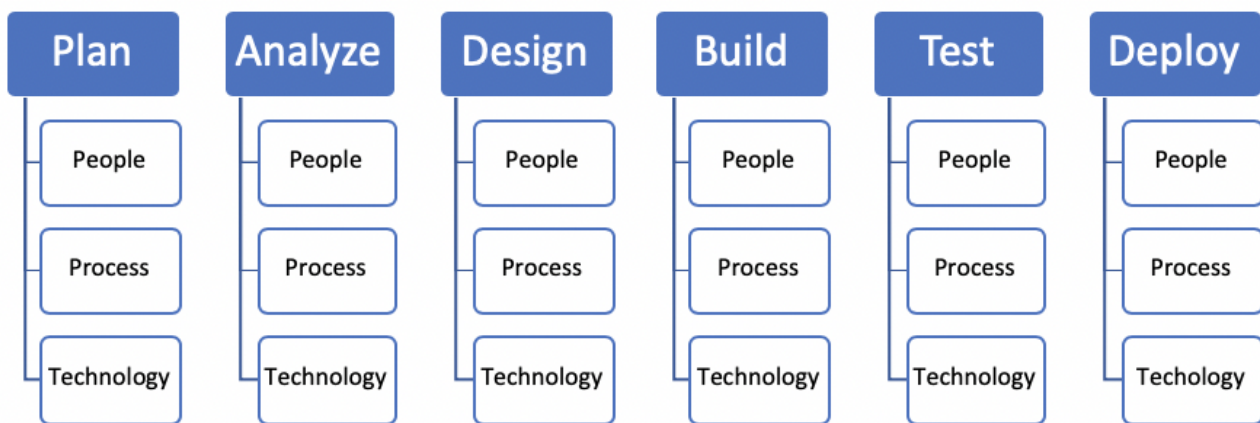 Plan
People
Process
Technology
Analyze
People
Process
Technology
Design
People
Process
Technology
Build
People
Process
Technology
Test
People
Process
Technology
Deploy
People
Process
Techology